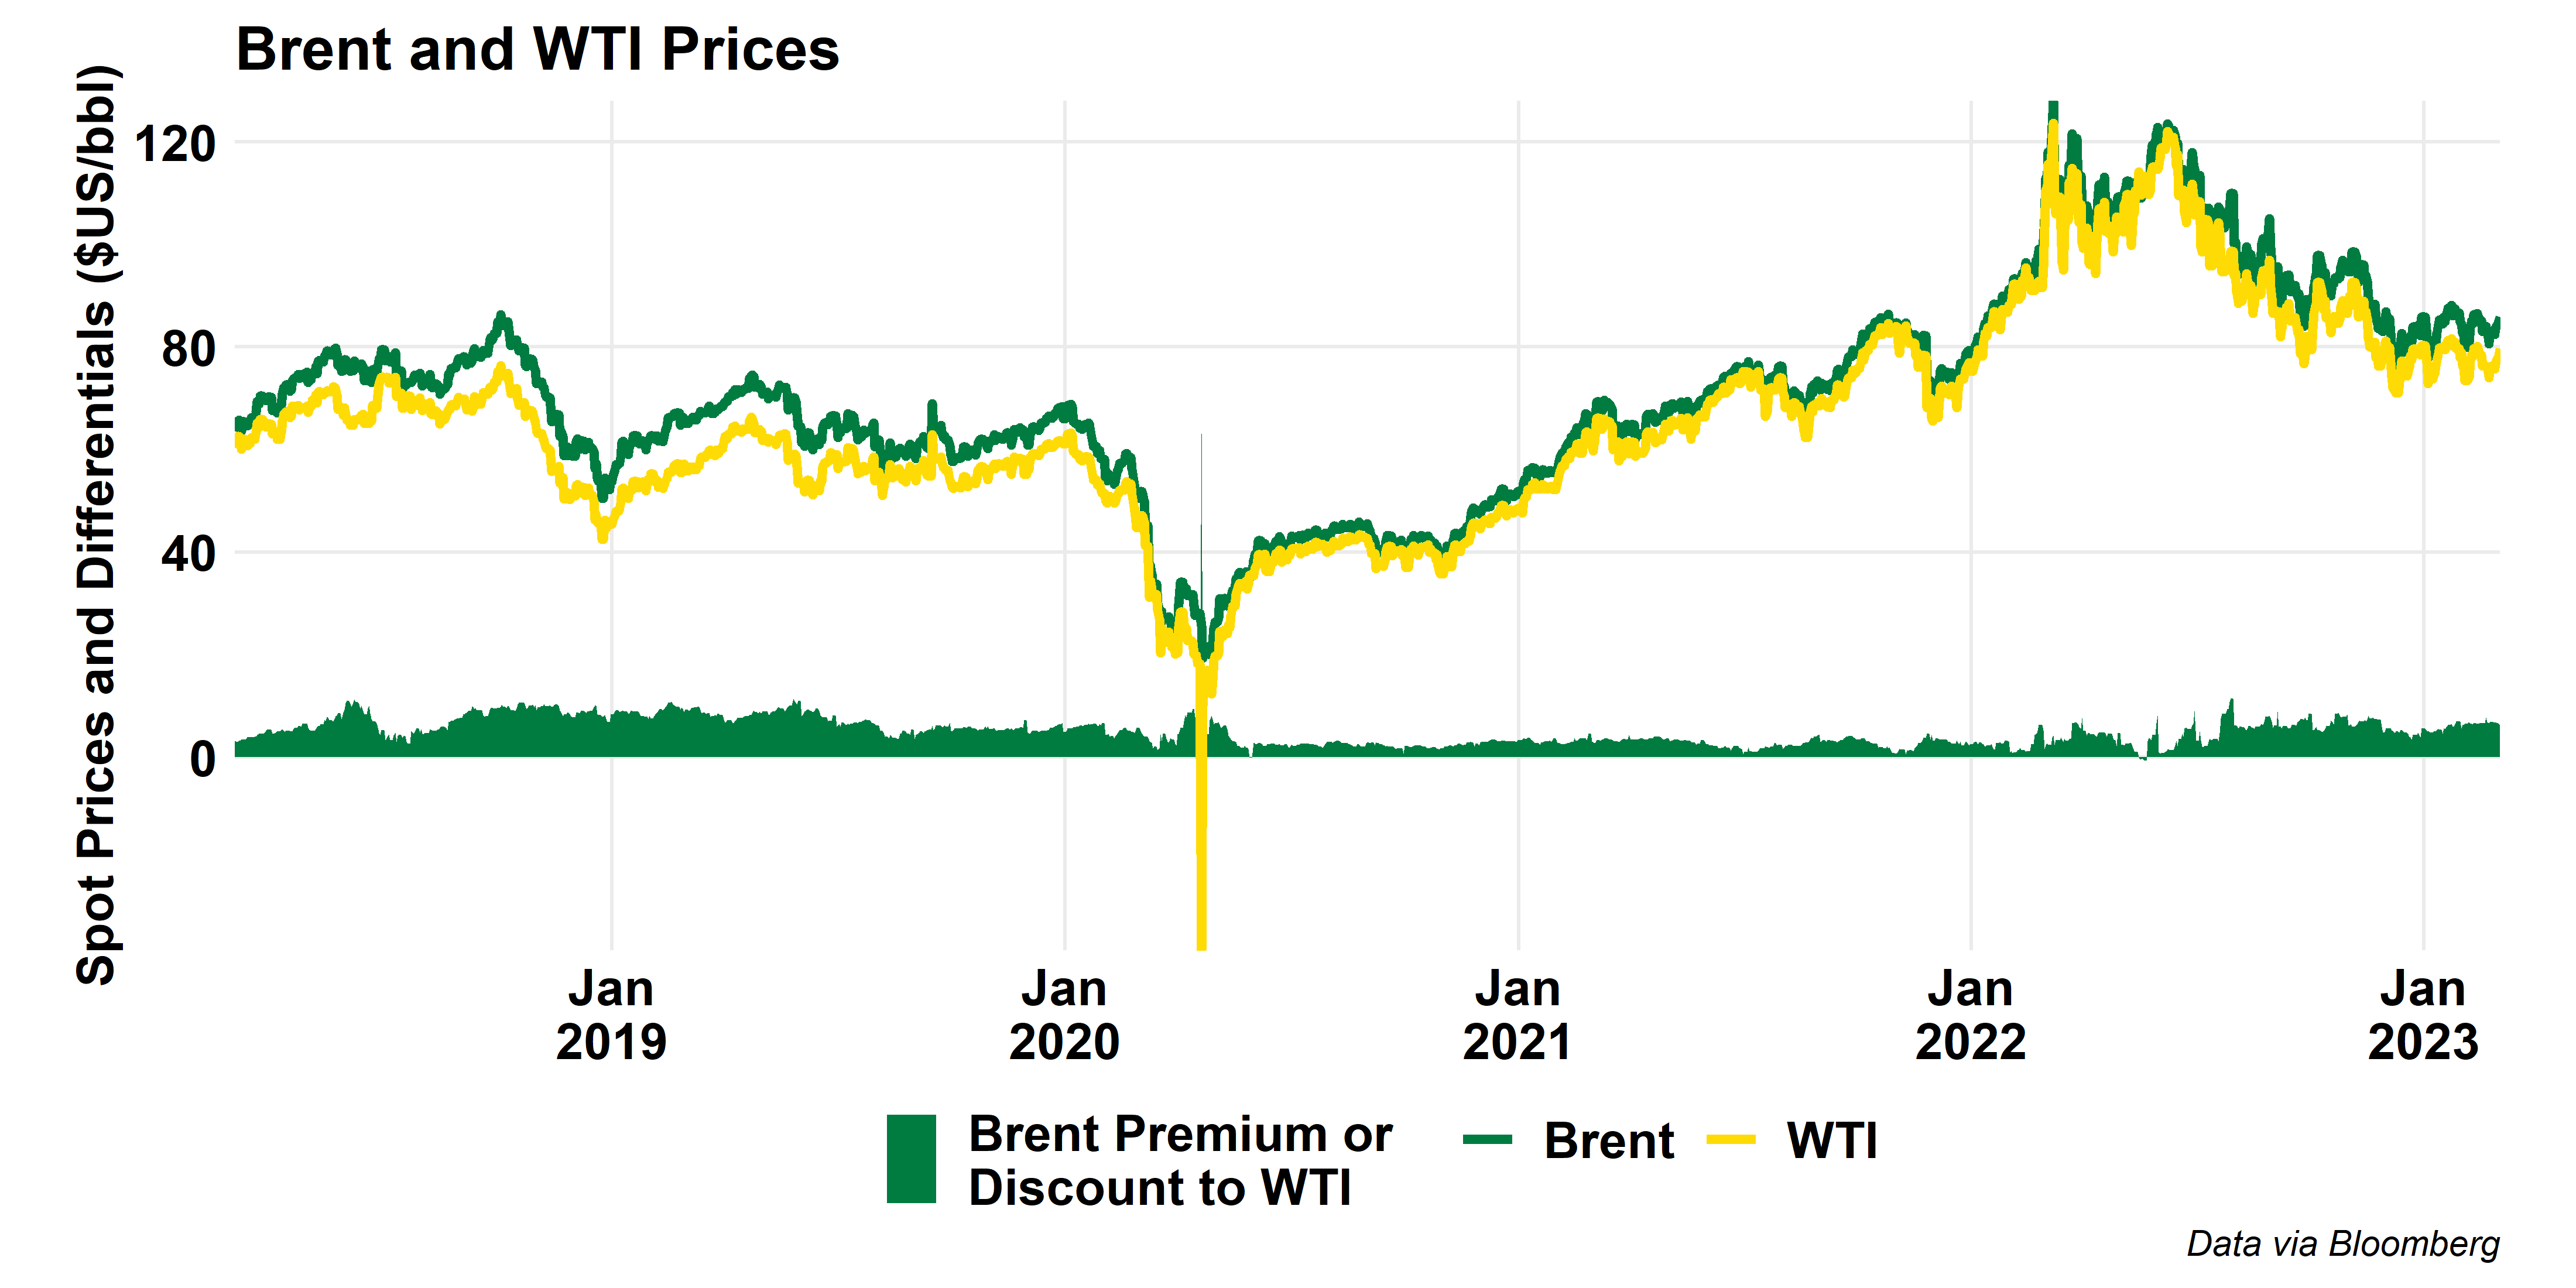 Brent and WTI Prices
Spot Prices and Differentials ($US/bbl)
120
80
40
0
Jan
2019
Jan
2020
Jan
2021
Jan
2022
Jan
2023
Brent Premium or
Discount to WTI
Brent
WTI
Data via Bloomberg